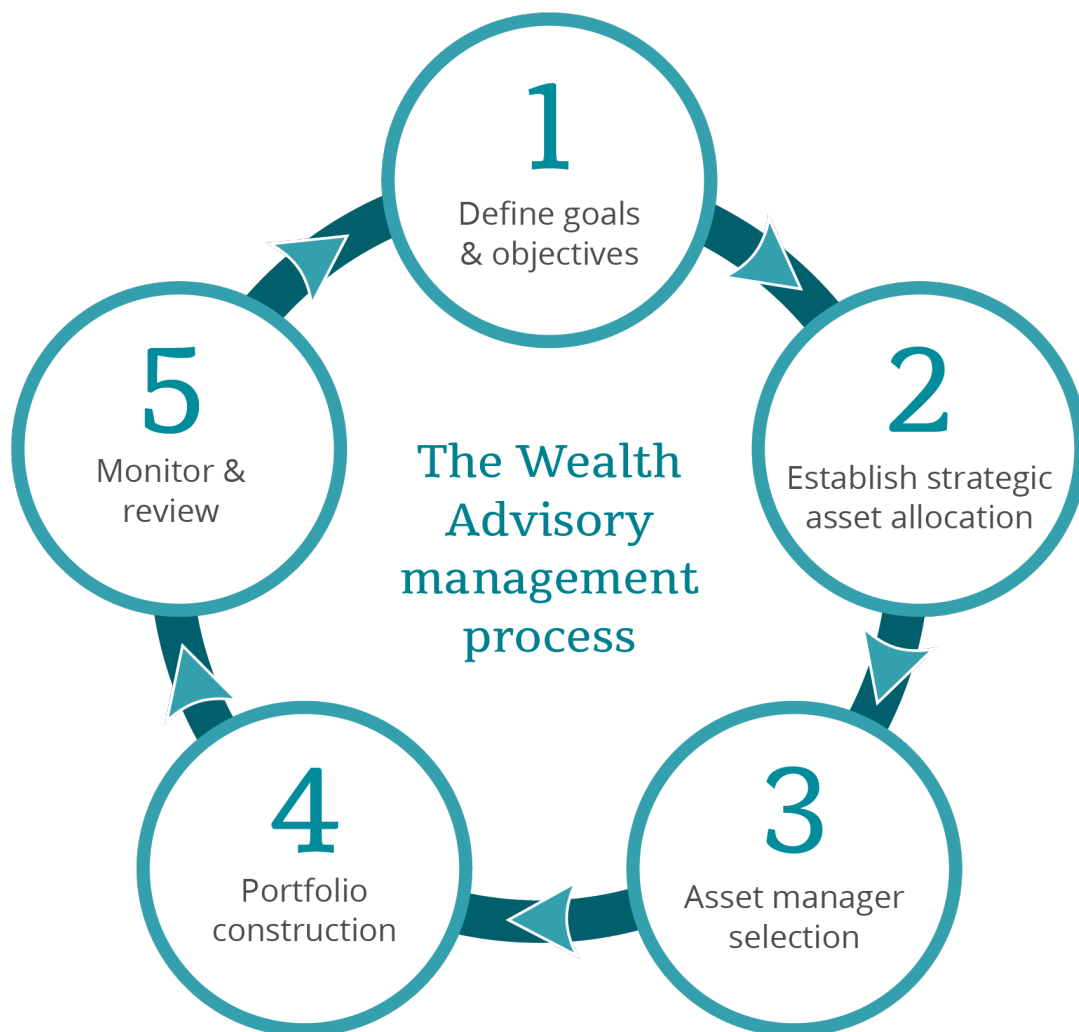 1
Define goals
& objectives
2
Establish strategic
asset allocation
3
Asset manager
selection
4
Portfolio
construction
5
Monitor &
review
The Wealth
Advisory
management
process